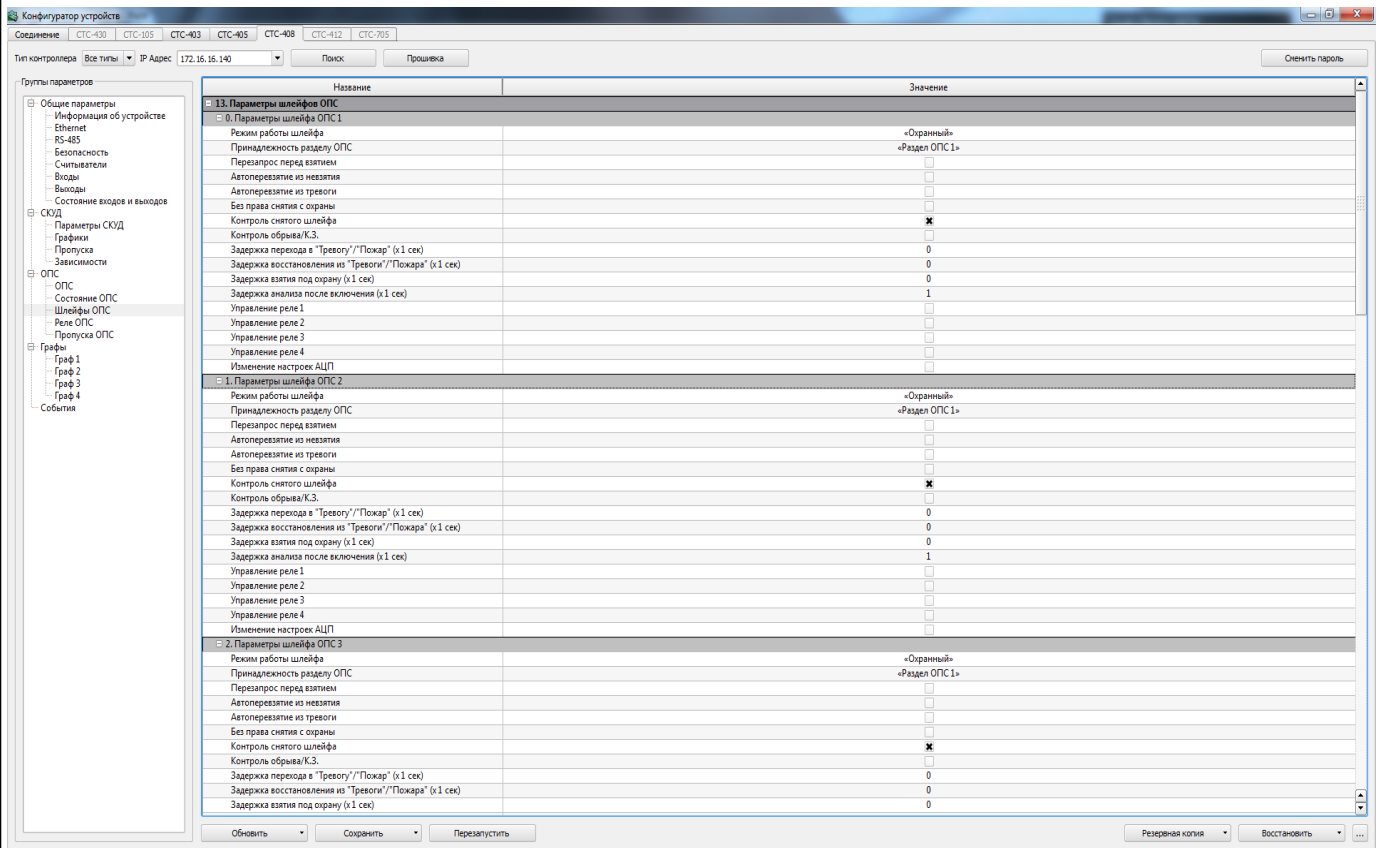 Конфигуратор устройств
Соединение СТС-430 СТС-105 СТС-403 СТС-405 СТС-408 СТС-412 СТС-705
Тип контроллера Все типы IP Адрес 172.16.16.140 Поиск Прошивка Сменить пароль
Группы параметров
Общие параметры
Информация об устройстве
Ethernet
RS-485
Безопасность
Считыватели
Входы
Выходы
Состояние входов и выходов
СКУД
Параметры СКУД
Графики
Пропуска
Зависимости
ОПС
ОПС
Состояние ОПС
Шлейфы ОПС
Реле ОПС
Пропуска ОПС
Графы
Граф 1
Граф 2
Граф 3
Граф 4
События
Название Значение
13. Параметры шлейфов ОПС
0. Параметры шлейфа ОПС 1
Режим работы шлейфа «Охранный»
Принадлежность разделу ОПС «Раздел ОПС 1»
Перезапрос перед взятием
Автоперевзятие из невзятия
Автоперевзятие из тревоги
Без права снятия с охраны
Контроль снятого шлейфа
Контроль обрыва/К.З.
Задержка перехода в "Тревогу"/"Пожар" (x1 сек) 0
Задержка восстановления из "Тревоги"/"Пожара" (x1 сек) 0
Задержка взятия под охрану (x1 сек) 0
Задержка анализа после включения (x1 сек) 1
Управление реле 1
Управление реле 2
Управление реле 3
Управление реле 4
Изменение настроек АЦП
1. Параметры шлейфа ОПС 2
Режим работы шлейфа «Охранный»
Принадлежность разделу ОПС «Раздел ОПС 1»
Перезапрос перед взятием
Автоперевзятие из невзятия
Автоперевзятие из тревоги
Без права снятия с охраны
Контроль снятого шлейфа
Контроль обрыва/К.З.
Задержка перехода в "Тревогу"/"Пожар" (x1 сек) 0
Задержка восстановления из "Тревоги"/"Пожара" (x1 сек) 0
Задержка взятия под охрану (x1 сек) 0
Задержка анализа после включения (x1 сек) 1
Управление реле 1
Управление реле 2
Управление реле 3
Управление реле 4
Изменение настроек АЦП
2. Параметры шлейфа ОПС 3
Режим работы шлейфа «Охранный»
Принадлежность разделу ОПС «Раздел ОПС 1»
Перезапрос перед взятием
Автоперевзятие из невзятия
Автоперевзятие из тревоги
Без права снятия с охраны
Контроль снятого шлейфа
Контроль обрыва/К.З.
Задержка перехода в "Тревогу"/"Пожар" (x1 сек) 0
Задержка восстановления из "Тревоги"/"Пожара" (x1 сек) 0
Задержка взятия под охрану (x1 сек) 0
Обновить Сохранить Перезапустить Резервная копия Восстановить ...